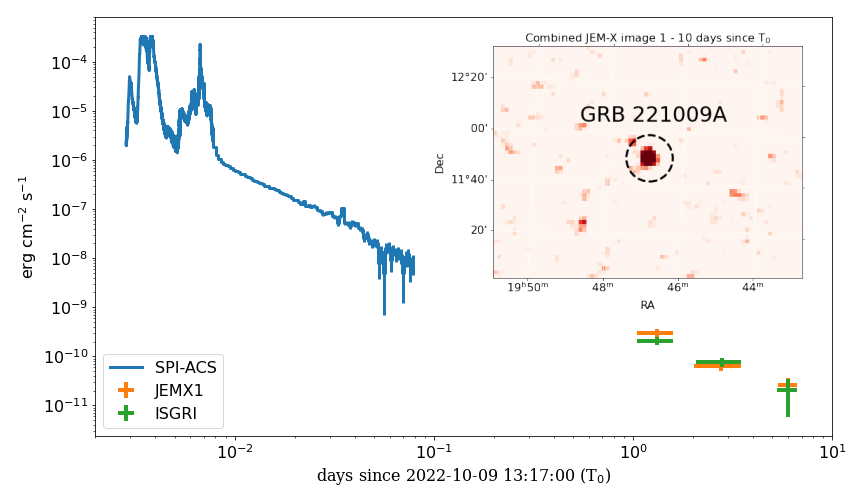 Combined JEM-X image 1 - 10 days since T₀
GRB 221009A
Dec
12°20'
00'
11°40'
20'
19ʰ50ᵐ 48ᵐ 46ᵐ 44ᵐ
RA
erg cm⁻² s⁻¹
10⁻⁴
10⁻⁵
10⁻⁶
10⁻⁷
10⁻⁸
10⁻⁹
10⁻¹⁰
10⁻¹¹
SPI-ACS
JEMX1
ISGRI
10⁻² 10⁻¹ 10⁰ 10¹
days since 2022-10-09 13:17:00 (T₀)